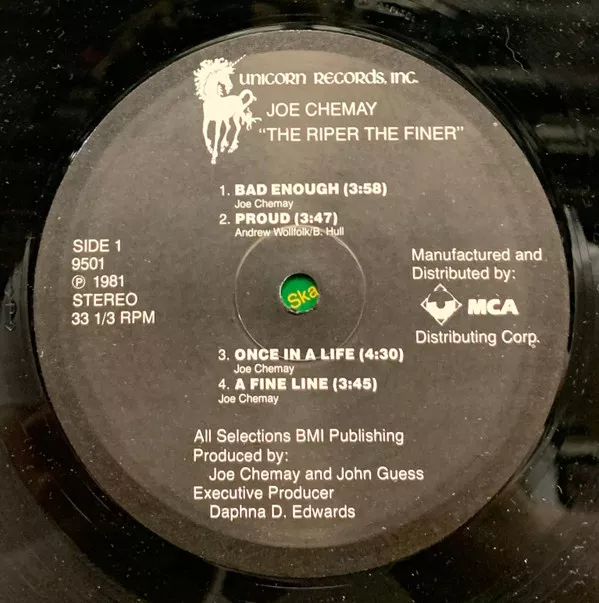 UNICORN RECORDS, INC.
JOE CHEMAY
"THE RIPER THE FINER"
1. BAD ENOUGH (3:58)
Joe Chemay
2. PROUD (3:47)
Andrew Wollfolk/B. Hull
SIDE 1
9501
℗ 1981
STEREO
33 1/3 RPM
Ska
Manufactured and
Distributed by:
MCA
Distributing Corp.
3. ONCE IN A LIFE (4:30)
Joe Chemay
4. A FINE LINE (3:45)
Joe Chemay
All Selections BMI Publishing
Produced by:
Joe Chemay and John Guess
Executive Producer
Daphna D. Edwards